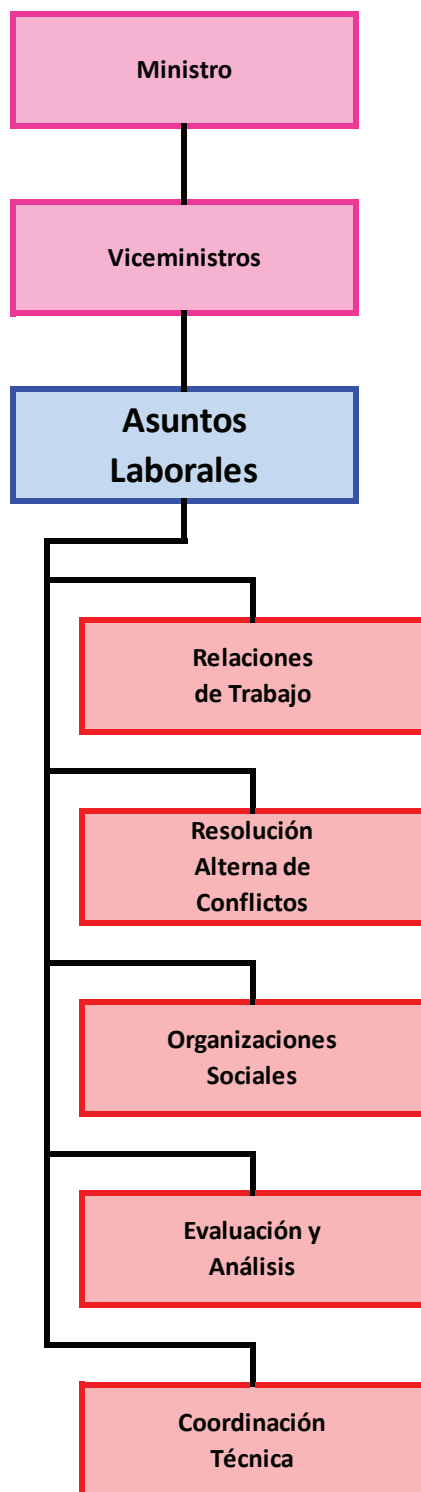 Ministro
Viceministros
Asuntos
Laborales
Relaciones
de Trabajo
Resolución
Alterna de
Conflictos
Organizaciones
Sociales
Evaluación y
Análisis
Coordinación
Técnica